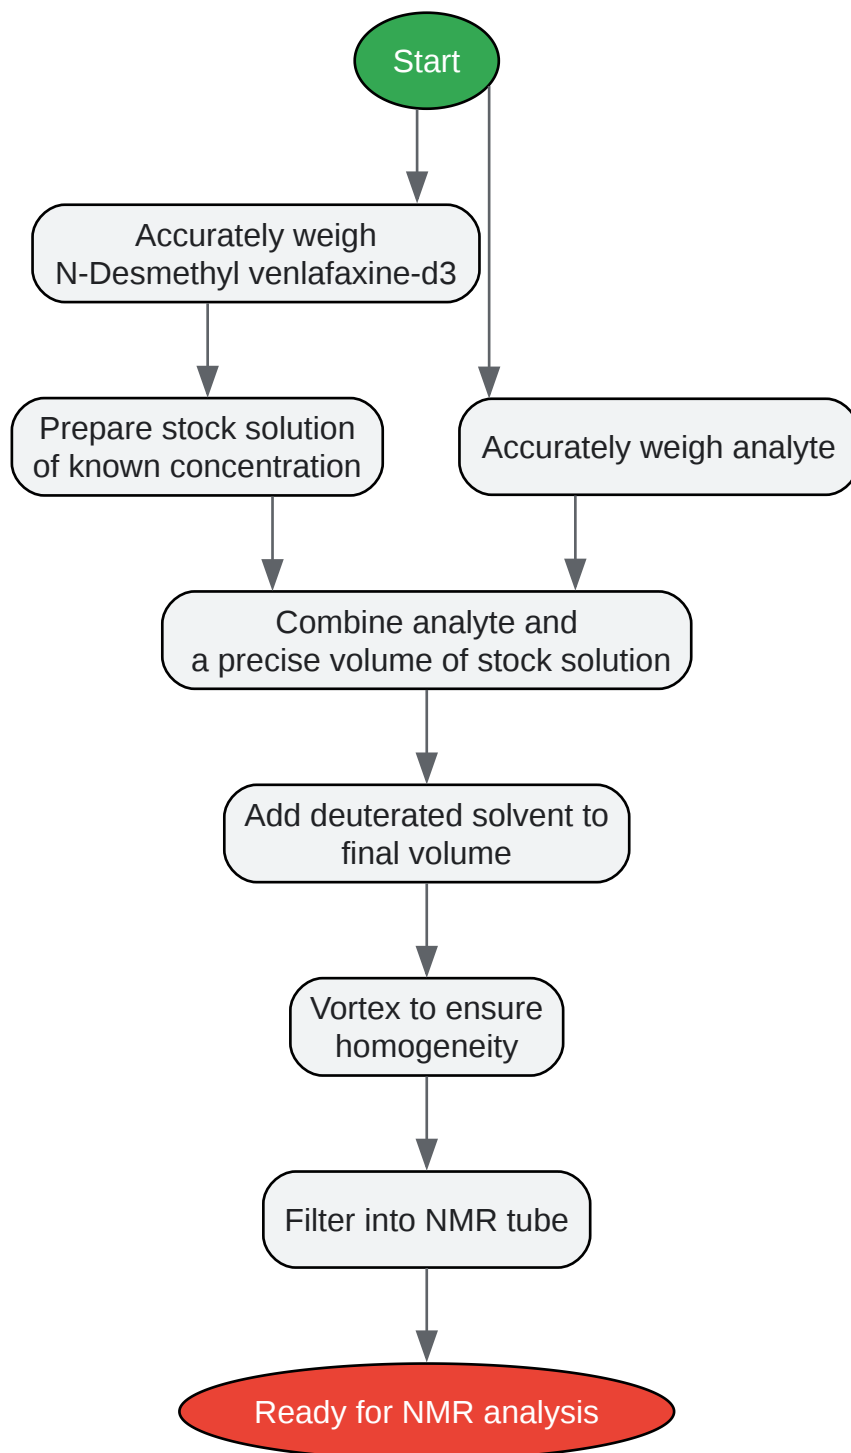 Start
Accurately weigh
N-Desmethyl venlafaxine-d3
Prepare stock solution
of known concentration
Accurately weigh analyte
Combine analyte and
a precise volume of stock solution
Add deuterated solvent to
final volume
Vortex to ensure
homogeneity
Filter into NMR tube
Ready for NMR analysis